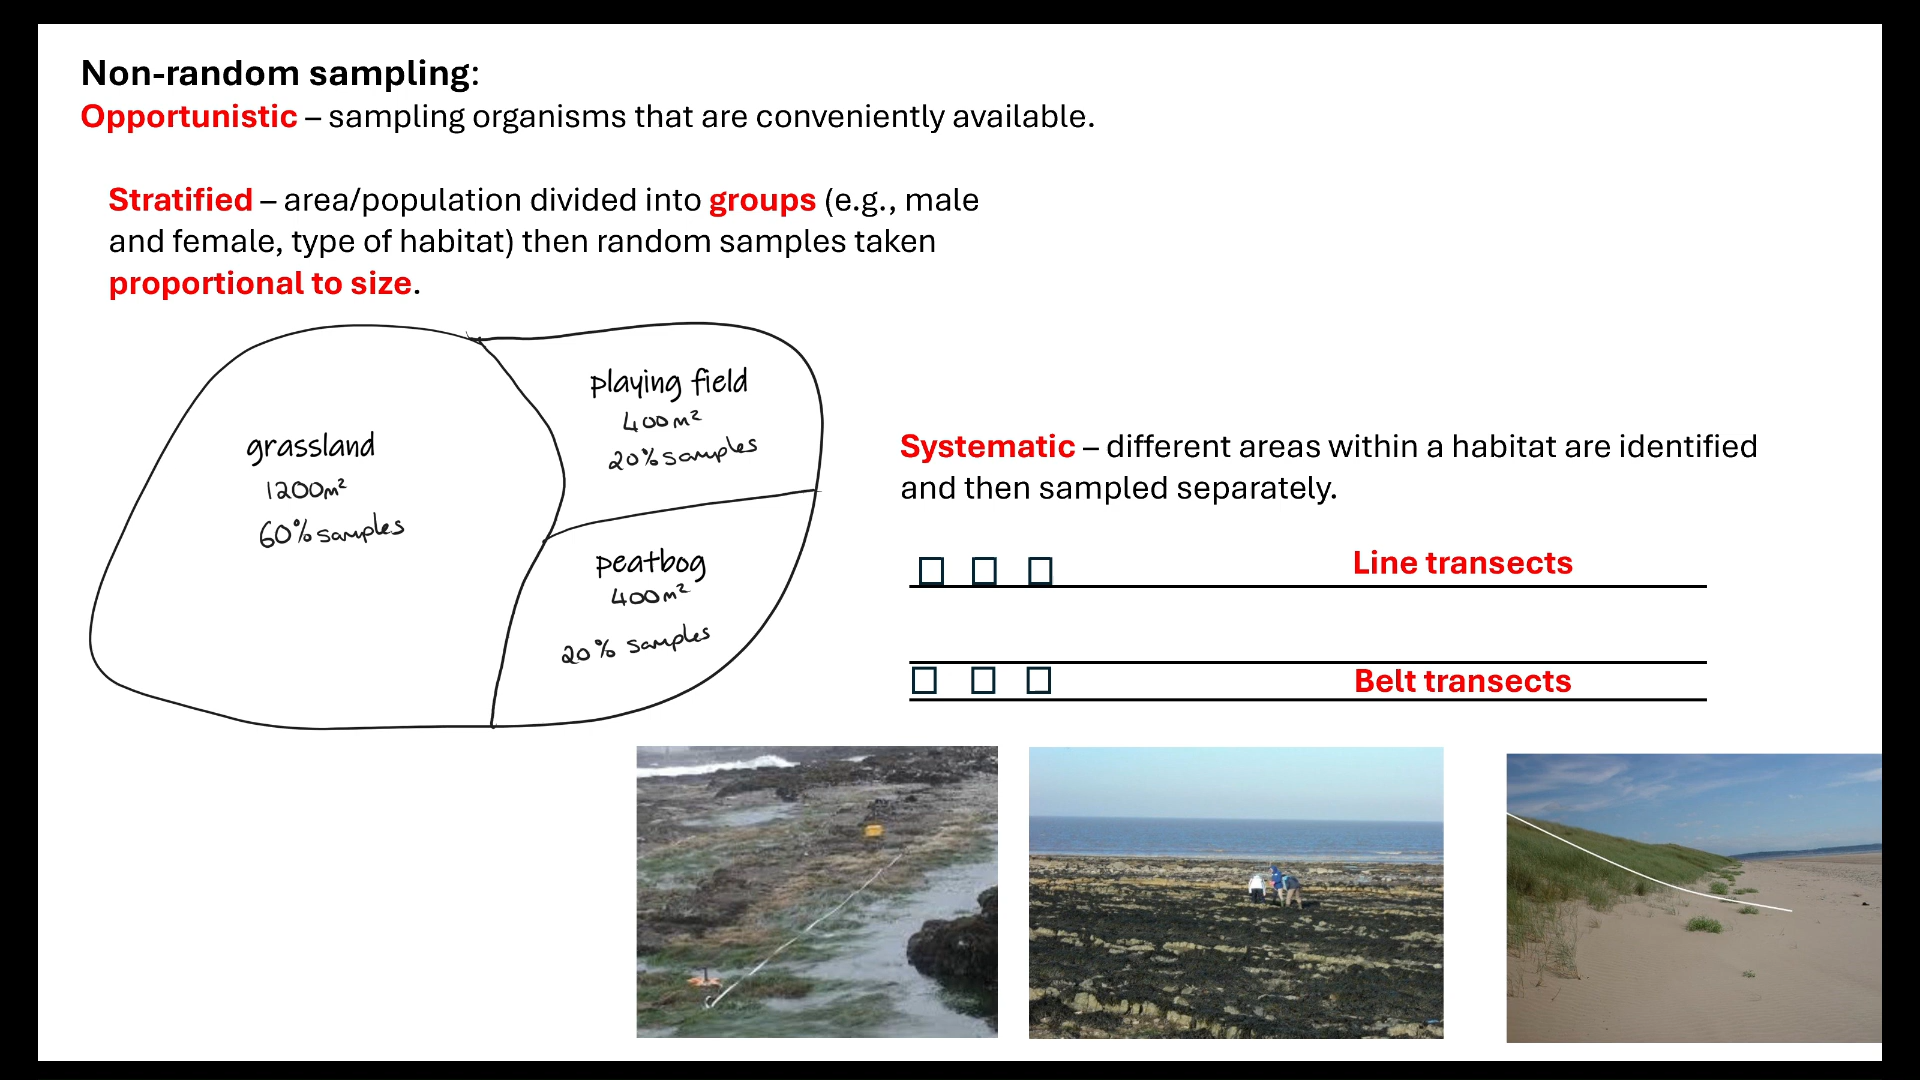 Non-random sampling:
Opportunistic – sampling organisms that are conveniently available.
Stratified – area/population divided into groups (e.g., male
and female, type of habitat) then random samples taken
proportional to size.
grassland
1200m²
60% samples
playing field
400m²
20% samples
peatbog
400m²
20% samples
Systematic – different areas within a habitat are identified
and then sampled separately.
Line transects
Belt transects